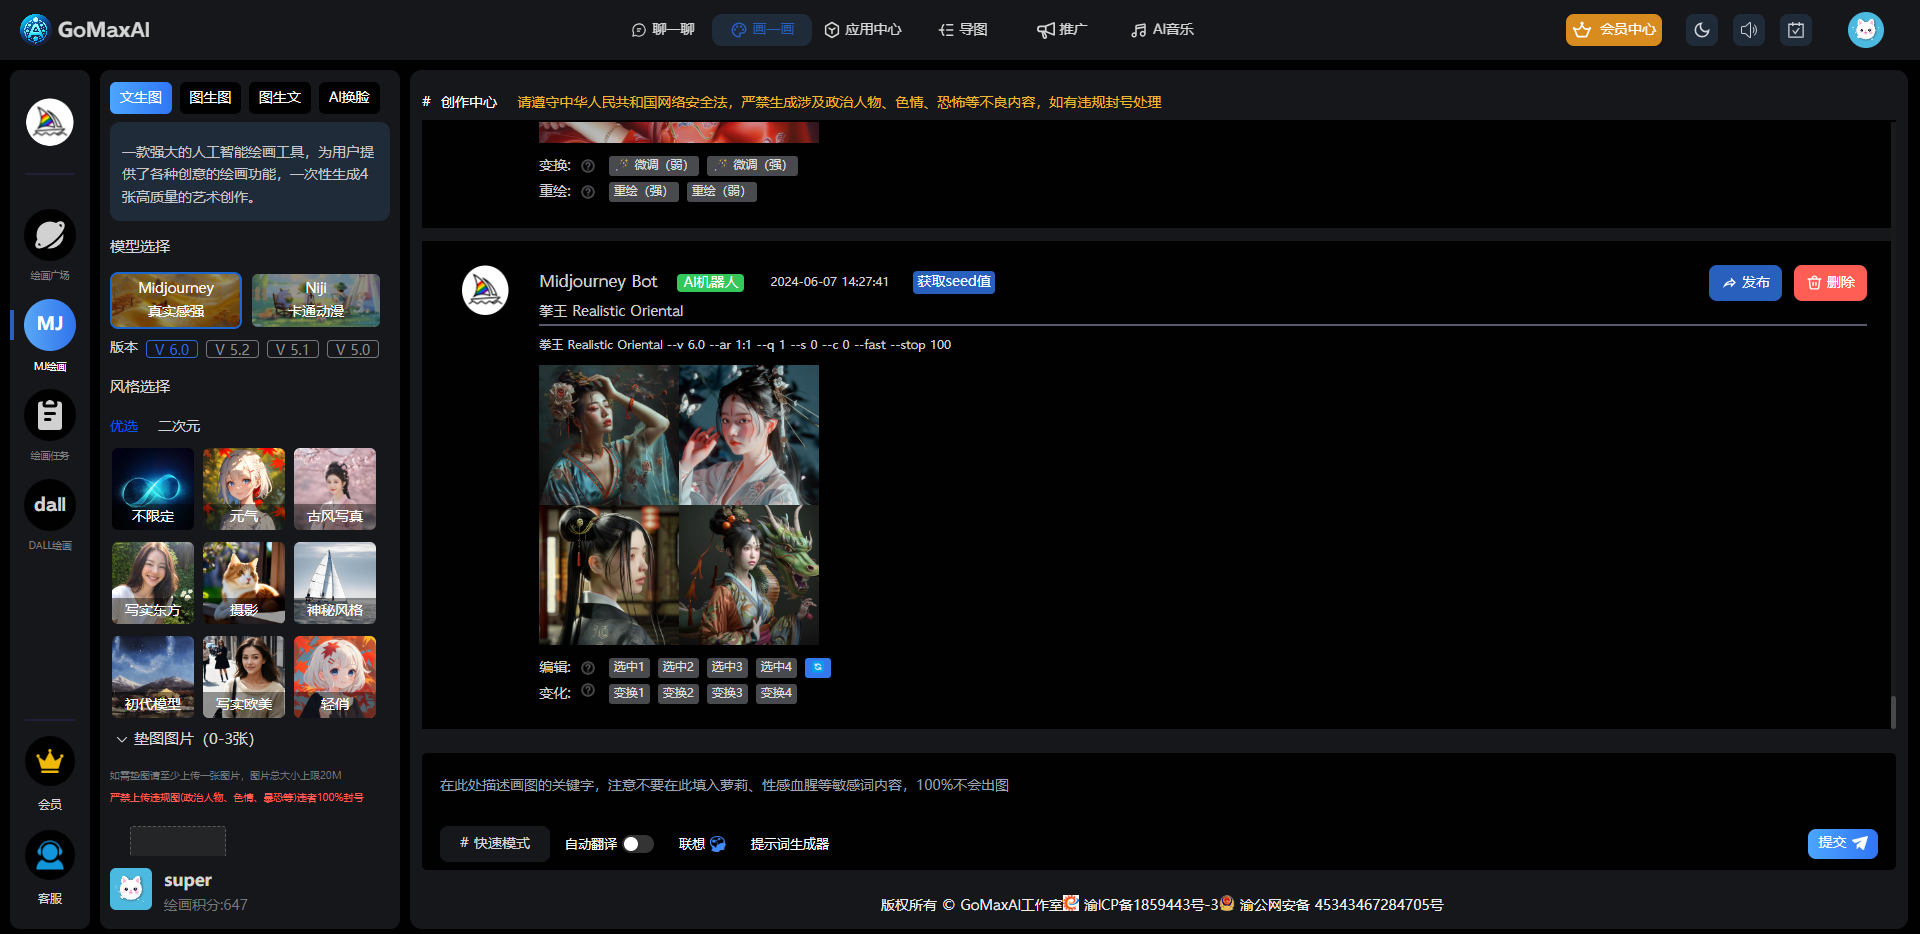 GoMaxAI
聊一聊
画一画
应用中心
导图
推广
AI音乐
会员中心
绘画广场
MJ
MJ绘画
绘画任务
dall
DALL绘画
会员
客服
文生图
图生图
图生文
AI换脸
一款强大的人工智能绘画工具，为用户提
供了各种创意的绘画功能，一次性生成4
张高质量的艺术创作。
模型选择
Midjourney
真实感强
Niji
卡通动漫
版本
V 6.0
V 5.2
V 5.1
V 5.0
风格选择
优选
二次元
不限定
元气
古风写真
写实东方
摄影
神秘风格
初代模型
写实欧美
轻俏
垫图图片（0-3张）
如需垫图请至少上传一张图片，图片总大小上限20M
严禁上传违规图(政治人物、色情、暴恐等)违者100%封号
super
绘画积分:647
# 创作中心
请遵守中华人民共和国网络安全法，严禁生成涉及政治人物、色情、恐怖等不良内容，如有违规封号处理
变换:
微调（弱）
微调（强）
重绘:
重绘（强）
重绘（弱）
Midjourney Bot
AI机器人
2024-06-07 14:27:41
获取seed值
发布
删除
拳王 Realistic Oriental
拳王 Realistic Oriental --v 6.0 --ar 1:1 --q 1 --s 0 --c 0 --fast --stop 100
编辑:
选中1
选中2
选中3
选中4
变化:
变换1
变换2
变换3
变换4
在此处描述画图的关键字，注意不要在此填入萝莉、性感血腥等敏感词内容，100%不会出图
# 快速模式
自动翻译
联想
提示词生成器
提交
版权所有 © GoMaxAI工作室 渝ICP备1859443号-3 渝公网安备 45343467284705号